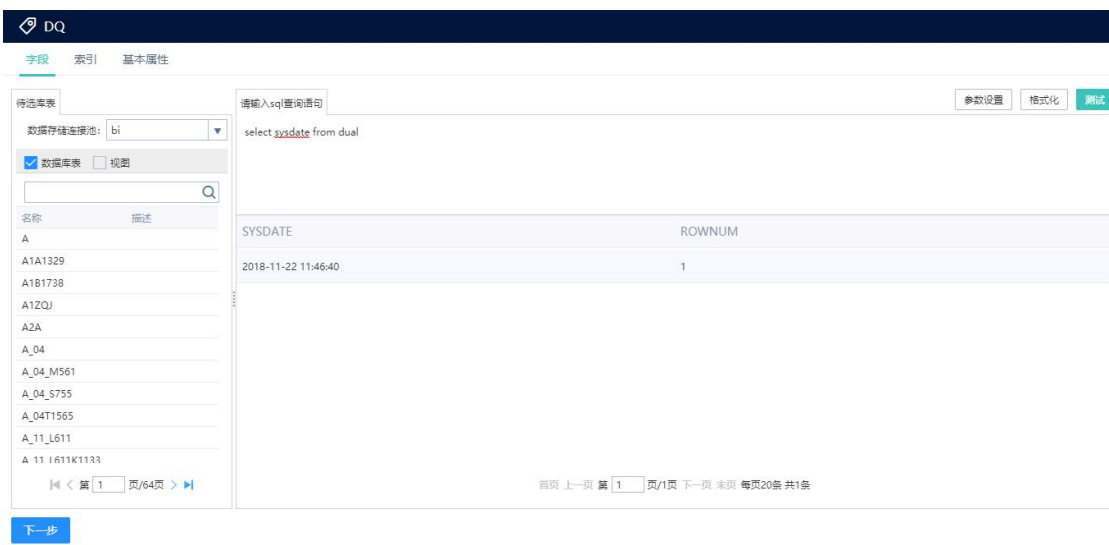 DQ
字段 索引 基本属性
待选库表
数据存储连接池: bi
数据库表 视图
名称 描述
A
A1A1329
A1B1738
A1ZQJ
A2A
A_04
A_04_M561
A_04_S755
A_04T1565
A_11_L611
A_11_L611K1133
第 1 页/64页
请输入sql查询语句
参数设置 格式化 测试
select sysdate from dual
SYSDATE ROWNUM
2018-11-22 11:46:40 1
首页 上一页 第 1 页/1页 下一页 末页 每页20条 共1条
下一步